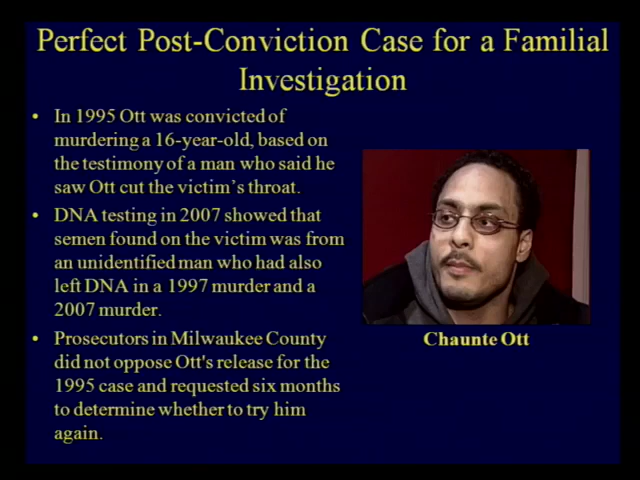 Perfect Post-Conviction Case for a Familial
Investigation
• In 1995 Ott was convicted of
murdering a 16-year-old, based on
the testimony of a man who said he
saw Ott cut the victim's throat.
• DNA testing in 2007 showed that
semen found on the victim was from
an unidentified man who had also
left DNA in a 1997 murder and a
2007 murder.
• Prosecutors in Milwaukee County
did not oppose Ott's release for the
1995 case and requested six months
to determine whether to try him
again.
Chaunte Ott